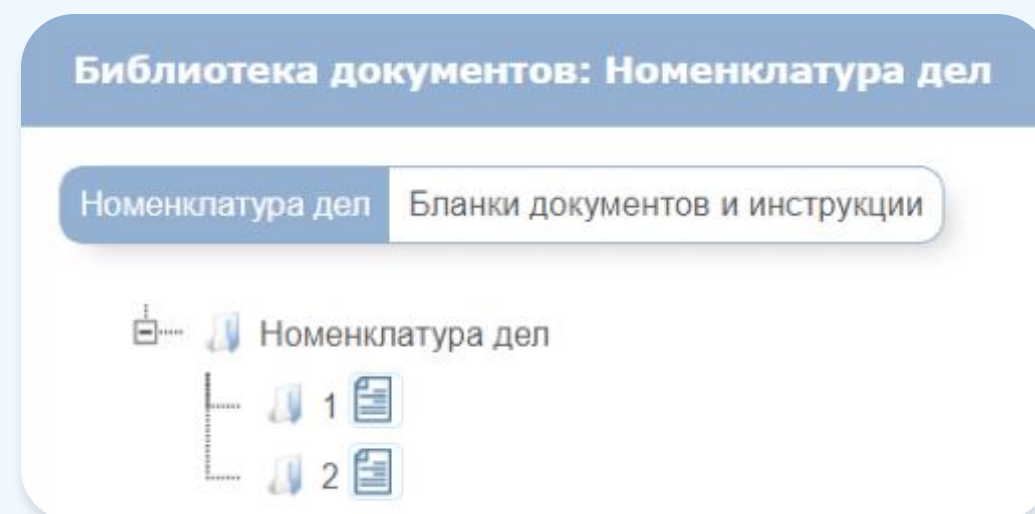 Библиотека документов: Номенклатура дел
Номенклатура дел Бланки документов и инструкции
Номенклатура дел
1
2